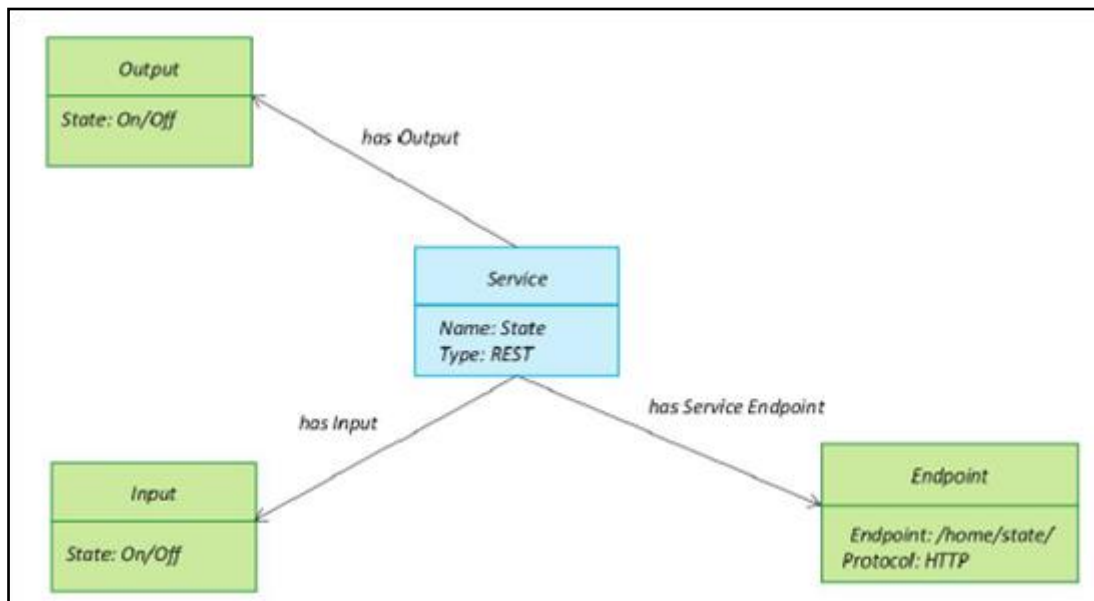 Output
State: On/Off
has Output
Service
Name: State
Type: REST
has Input
has Service Endpoint
Input
State: On/Off
Endpoint
Endpoint: /home/state/
Protocol: HTTP